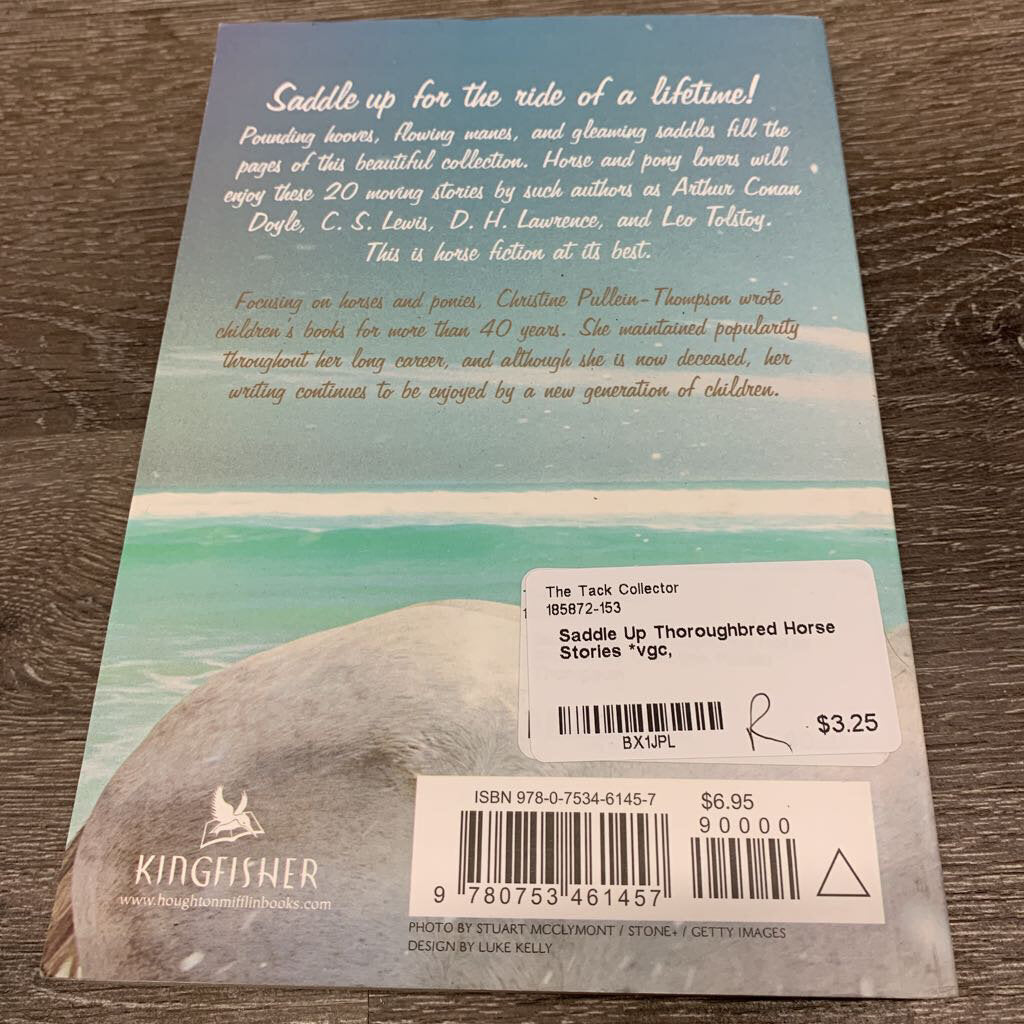 Saddle up for the ride of a lifetime!
Pounding hooves, flowing manes, and gleaming saddles fill the
pages of this beautiful collection. Horse and pony lovers will
enjoy these 20 moving stories by such authors as Arthur Conan
Doyle, C. S. Lewis, D. H. Lawrence, and Leo Tolstoy.
This is horse fiction at its best.
Focusing on horses and ponies, Christine Pullein-Thompson wrote
children's books for more than 40 years. She maintained popularity
throughout her long career, and although she is now deceased, her
writing continues to be enjoyed by a new generation of children.
The Tack Collector
185872-153
Saddle Up Thoroughbred Horse
Stories *vgc,
BX1JPL
R
$3.25
ISBN 978-0-7534-6145-7
$6.95
90000
9 780753 461457
KINGFISHER
www.houghtonmifflinbooks.com
PHOTO BY STUART MCCLYMONT / STONE+ / GETTY IMAGES
DESIGN BY LUKE KELLY